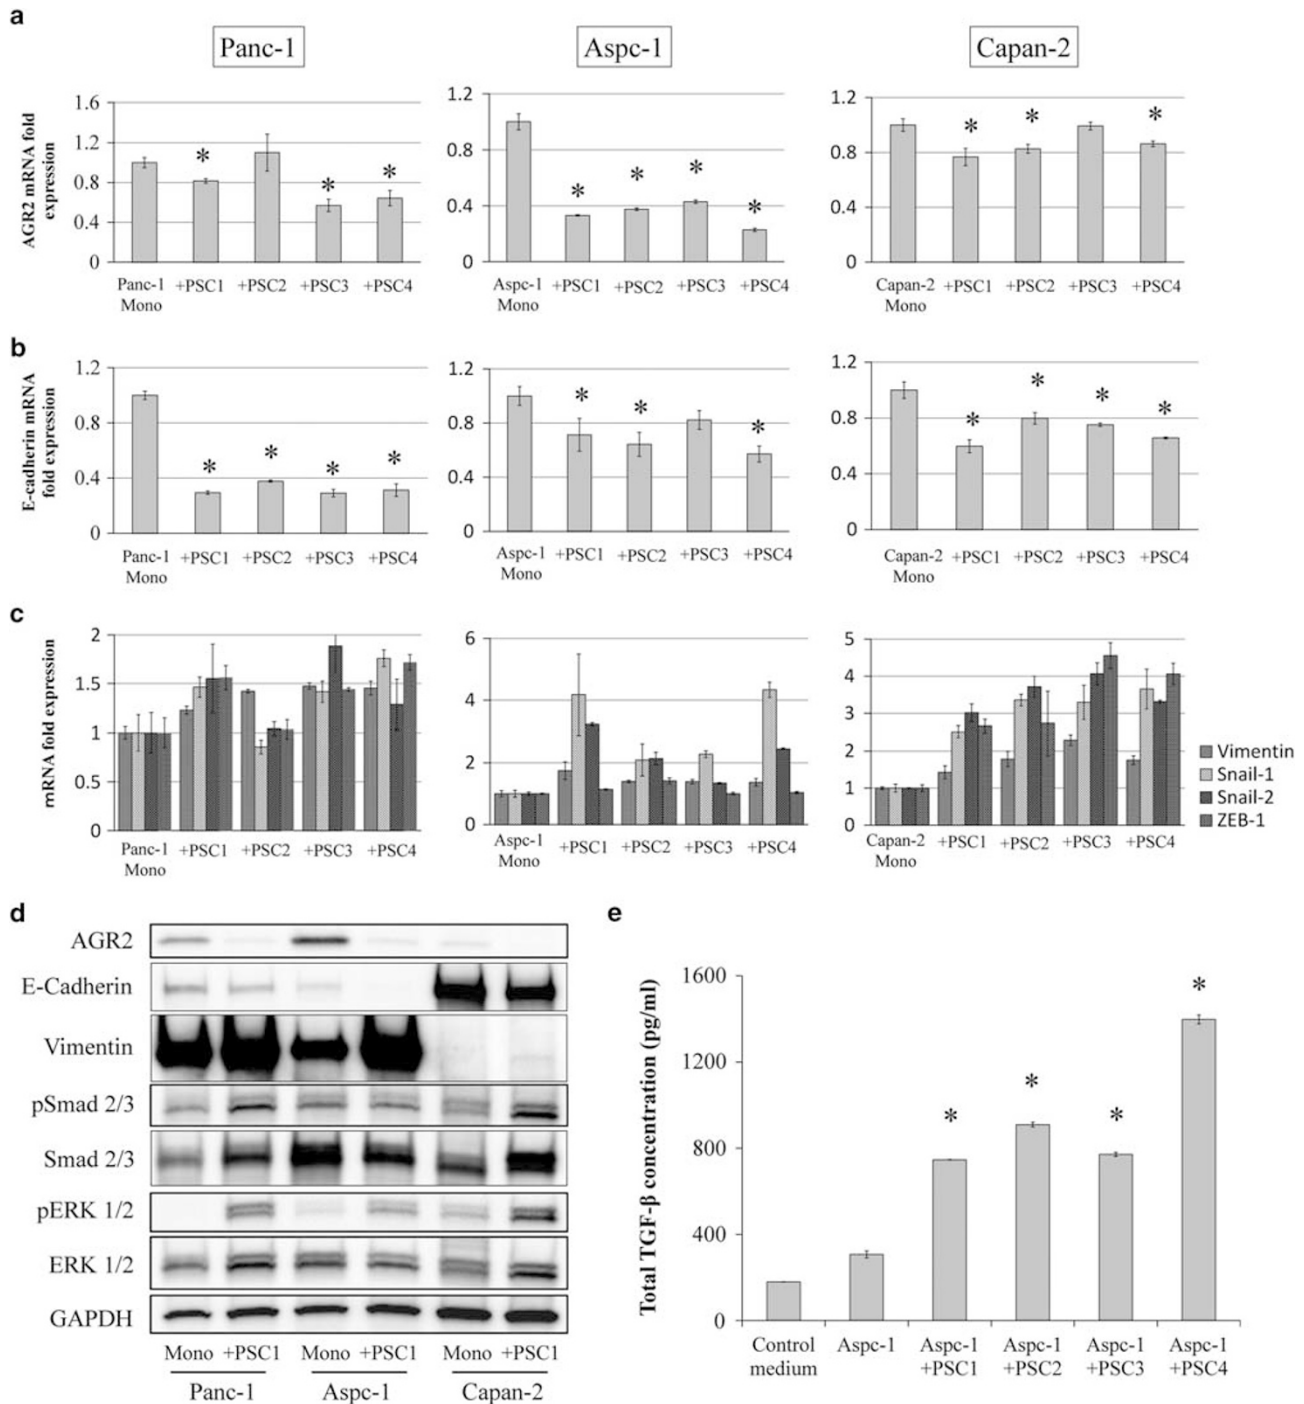 a
Panc-1
Aspc-1
Capan-2
AGR2 mRNA fold
expression
1.6
1.2
0.8
0.4
0
* * *
Panc-1 +PSC1 +PSC2 +PSC3 +PSC4
Mono
1.2
0.8
0.4
0
* * * *
Aspc-1 +PSC1 +PSC2 +PSC3 +PSC4
Mono
1.2
0.8
0.4
0
* * *
Capan-2 +PSC1 +PSC2 +PSC3 +PSC4
Mono
b
E-cadherin mRNA
fold expression
1.2
0.8
0.4
0
* * * *
Panc-1 +PSC1 +PSC2 +PSC3 +PSC4
Mono
1.2
0.8
0.4
0
* * *
Aspc-1 +PSC1 +PSC2 +PSC3 +PSC4
Mono
1.2
0.8
0.4
0
* * * *
Capan-2 +PSC1 +PSC2 +PSC3 +PSC4
Mono
c
mRNA fold expression
2
1.5
1
0.5
0
Panc-1 +PSC1 +PSC2 +PSC3 +PSC4
Mono
6
4
2
0
Aspc-1 +PSC1 +PSC2 +PSC3 +PSC4
Mono
5
4
3
2
1
0
Capan-2 +PSC1 +PSC2 +PSC3 +PSC4
Mono
Vimentin
Snail-1
Snail-2
ZEB-1
d
AGR2
E-Cadherin
Vimentin
pSmad 2/3
Smad 2/3
pERK 1/2
ERK 1/2
GAPDH
Mono +PSC1 Mono +PSC1 Mono +PSC1
Panc-1 Aspc-1 Capan-2
e
Total TGF-β concentration (pg/ml)
1600
1200
800
400
0
* * * *
Control Aspc-1 Aspc-1 Aspc-1 Aspc-1 Aspc-1
medium +PSC1 +PSC2 +PSC3 +PSC4